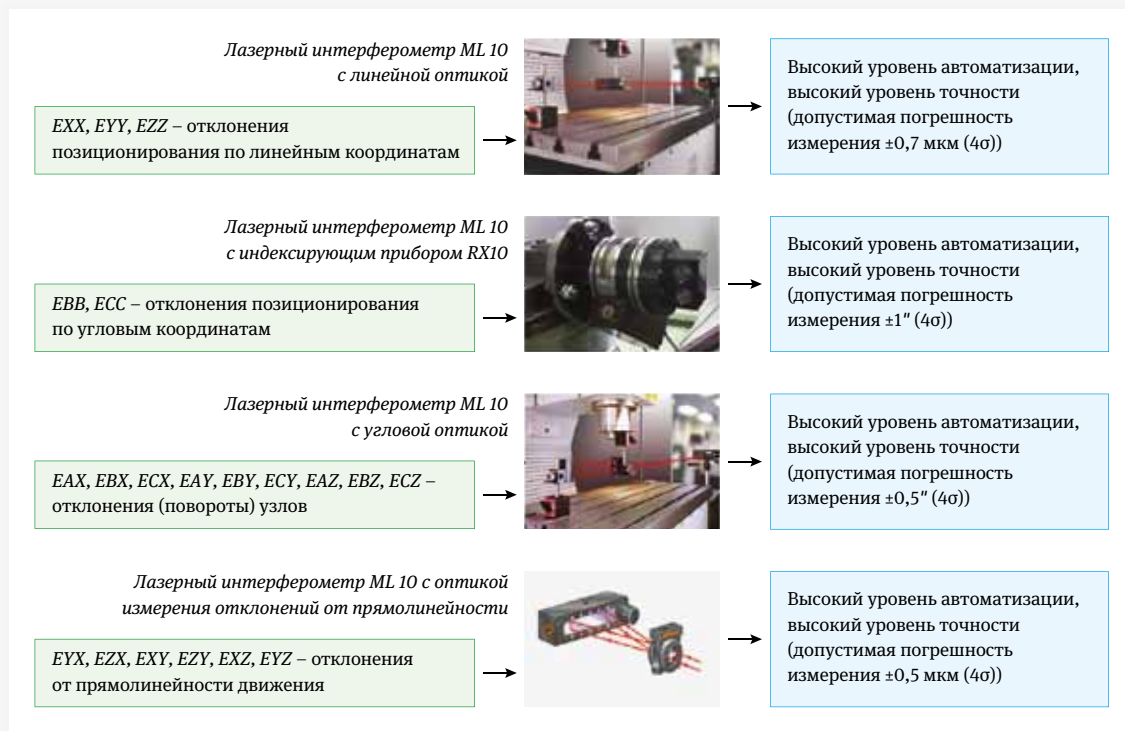 Лазерный интерферометр ML 10
с линейной оптикой
EXX, EYY, EZZ – отклонения
позиционирования по линейным координатам
Высокий уровень автоматизации,
высокий уровень точности
(допустимая погрешность
измерения ±0,7 мкм (4σ))
Лазерный интерферометр ML 10
с индексирующим прибором RX10
EBB, ECC – отклонения позиционирования
по угловым координатам
Высокий уровень автоматизации,
высокий уровень точности
(допустимая погрешность
измерения ±1″ (4σ))
Лазерный интерферометр ML 10
с угловой оптикой
EAX, EBX, ECX, EAY, EBY, ECY, EAZ, EBZ, ECZ –
отклонения (повороты) узлов
Высокий уровень автоматизации,
высокий уровень точности
(допустимая погрешность
измерения ±0,5″ (4σ))
Лазерный интерферометр ML 10 с оптикой
измерения отклонений от прямолинейности
EYX, EZX, EXY, EZY, EXZ, EYZ – отклонения
от прямолинейности движения
Высокий уровень автоматизации,
высокий уровень точности
(допустимая погрешность
измерения ±0,5 мкм (4σ))